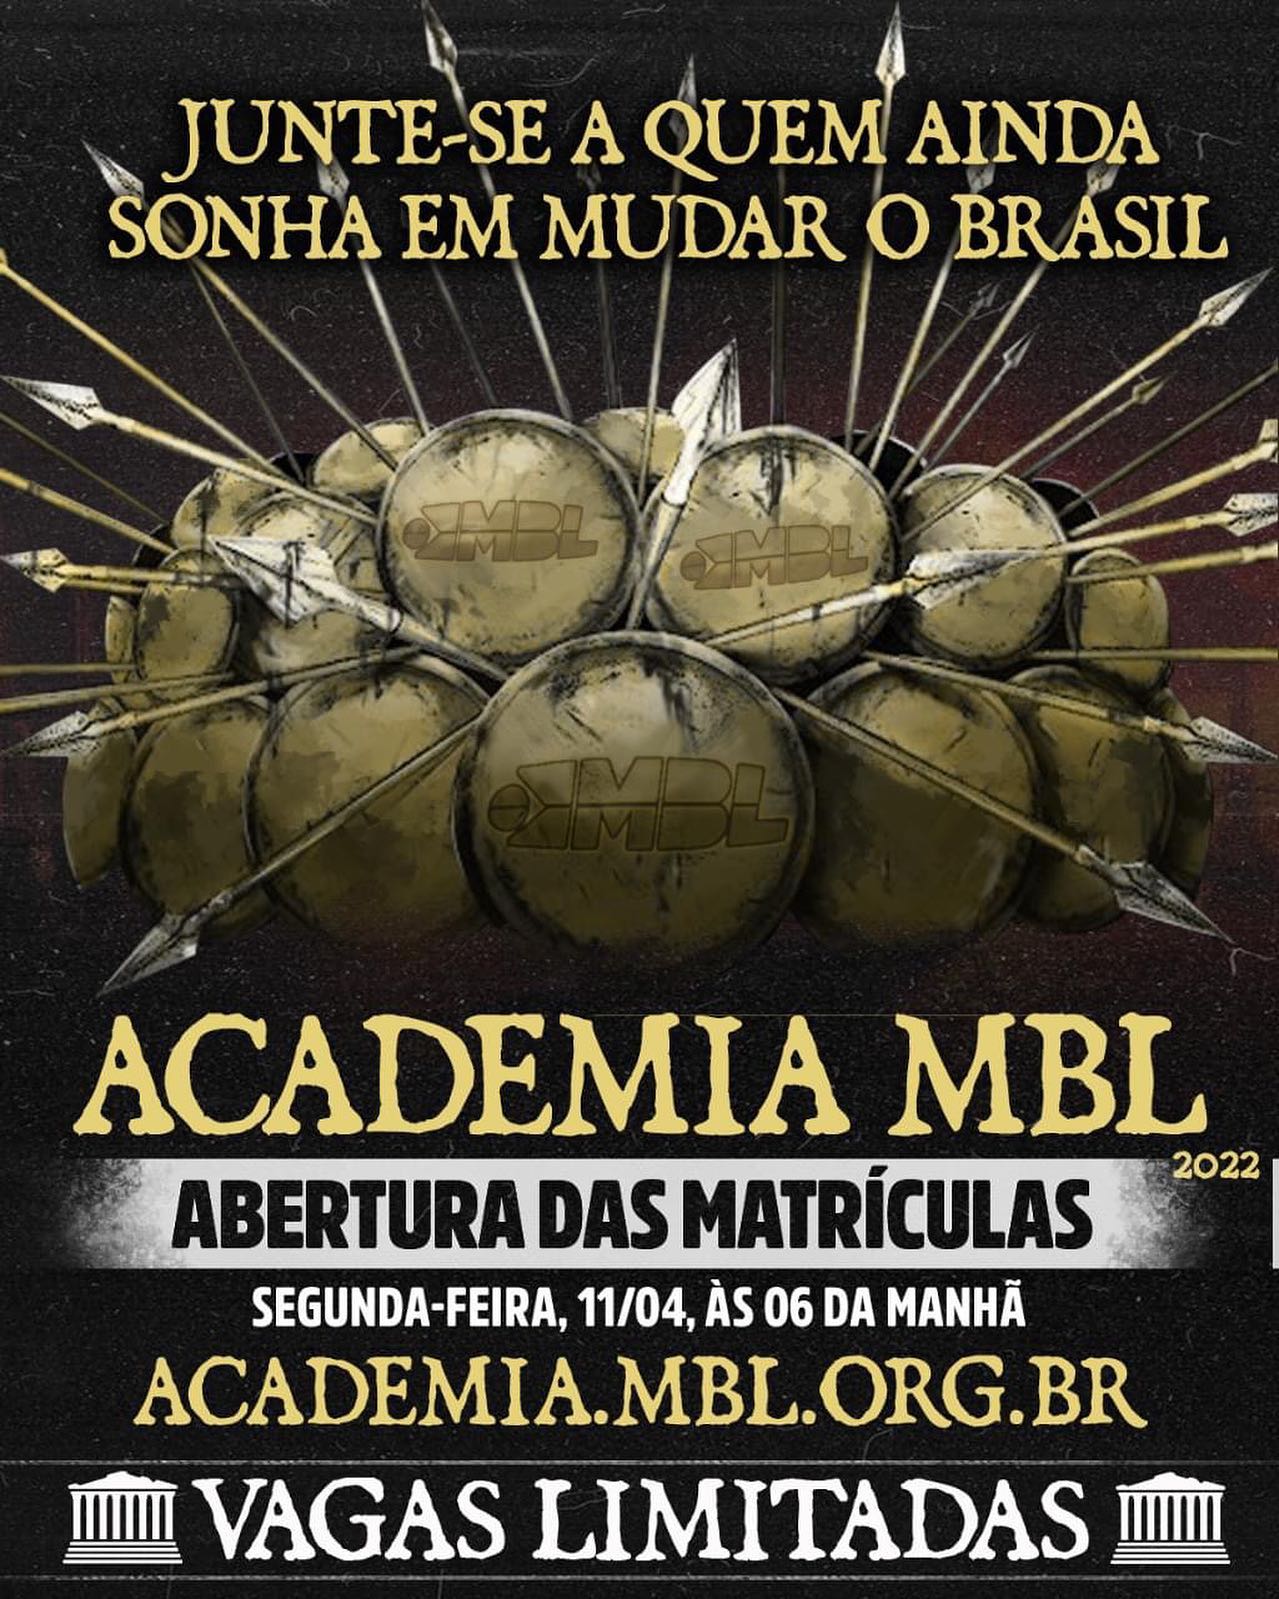 JUNTE-SE A QUEM AINDA
SONHA EM MUDAR O BRASIL
MBL
MBL
MBL
ACADEMIA MBL
2022
ABERTURA DAS MATRÍCULAS
SEGUNDA-FEIRA, 11/04, ÀS 06 DA MANHÃ
ACADEMIA.MBL.ORG.BR
VAGAS LIMITADAS